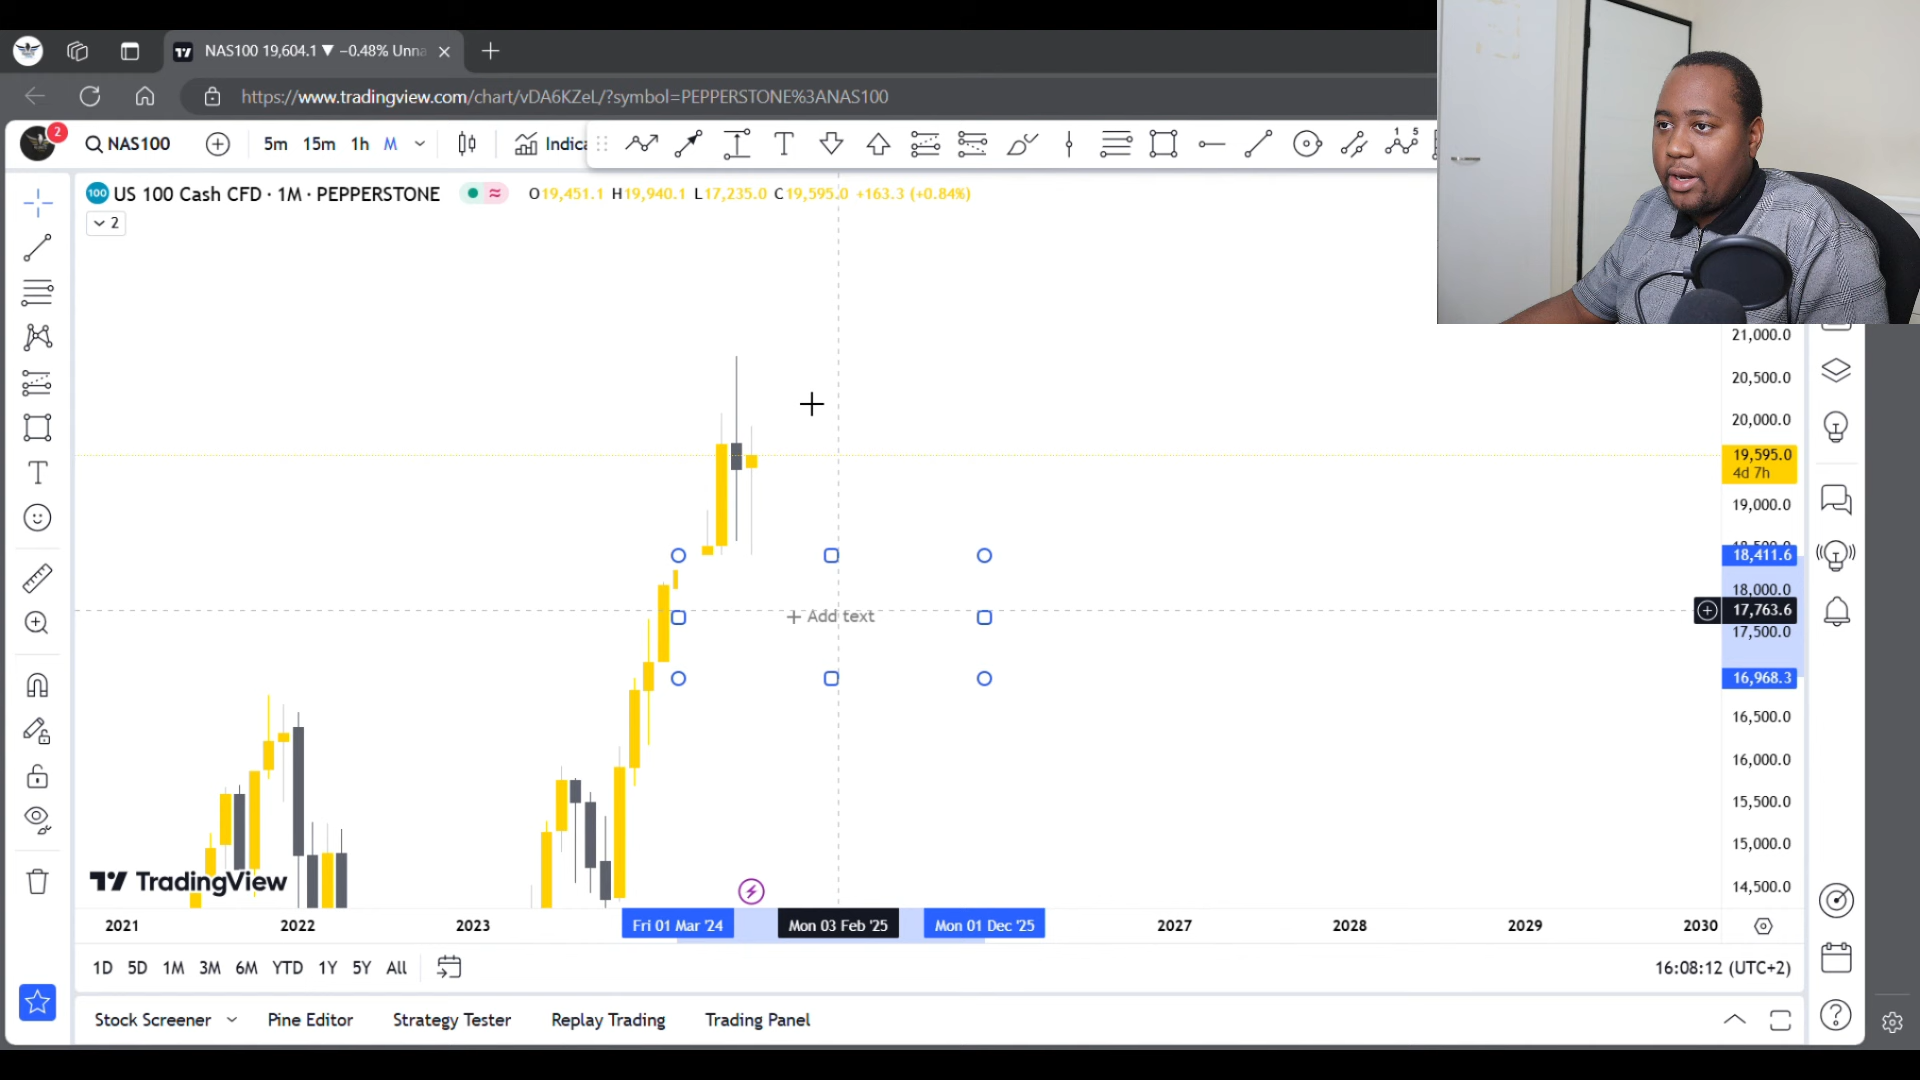 NAS100 19,604.1 ▼ −0.48% Unna
https://www.tradingview.com/chart/vDA6KZeL/?symbol=PEPPERSTONE%3ANAS100
2
NAS100 5m 15m 1h M Indica
1 5
100 US 100 Cash CFD · 1M · PEPPERSTONE O19,451.1 H19,940.1 L17,235.0 C19,595.0 +163.3 (+0.84%)
2
21,000.0
20,500.0
20,000.0
19,595.0
4d 7h
19,000.0
18,411.6
18,000.0
17,763.6
+ Add text
17,500.0
16,968.3
16,500.0
16,000.0
15,500.0
15,000.0
14,500.0
TradingView
2021 2022 2023 Fri 01 Mar '24 Mon 03 Feb '25 Mon 01 Dec '25 2027 2028 2029 2030
1D 5D 1M 3M 6M YTD 1Y 5Y All 16:08:12 (UTC+2)
Stock Screener Pine Editor Strategy Tester Replay Trading Trading Panel